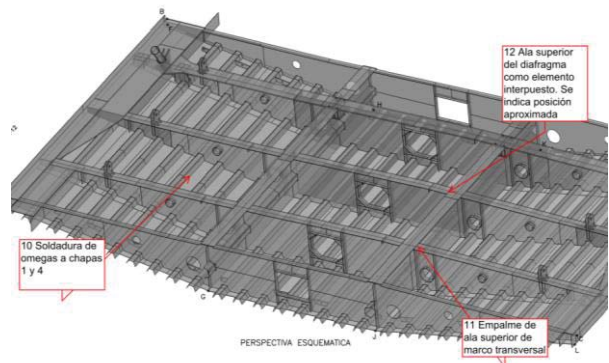 B
12 Ala superior
del diafragma
como elemento
interpuesto. Se
indica posición
aproximada
H
10 Soldadura de
omegas a chapas
1 y 4
G
11 Empalme de
ala superior de
marco transversal
J
L
PERSPECTIVA ESQUEMATICA